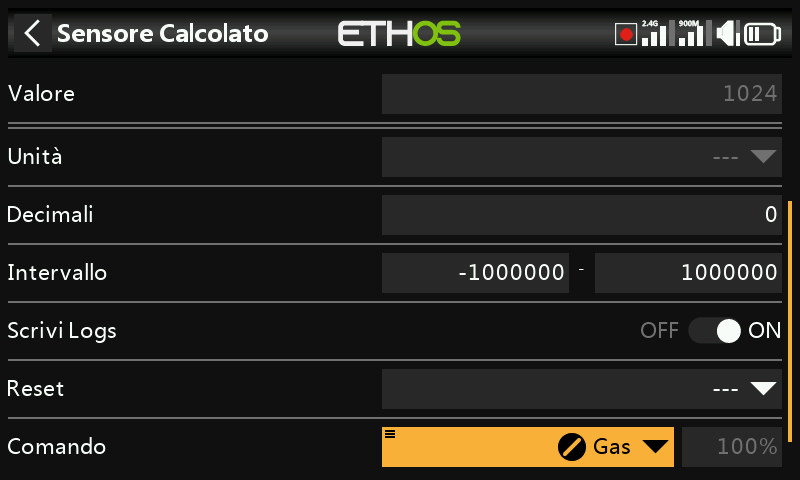 Sensore Calcolato ETHOS 2.4G 900M
Valore 1024
Unità ---
Decimali 0
Intervallo -1000000 - 1000000
Scrivi Logs OFF ON
Reset ---
Comando Gas 100%